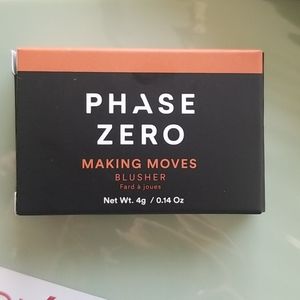 PHASE
ZERO
MAKING MOVES
BLUSHER
Fard à joues
Net Wt. 4g / 0.14 Oz